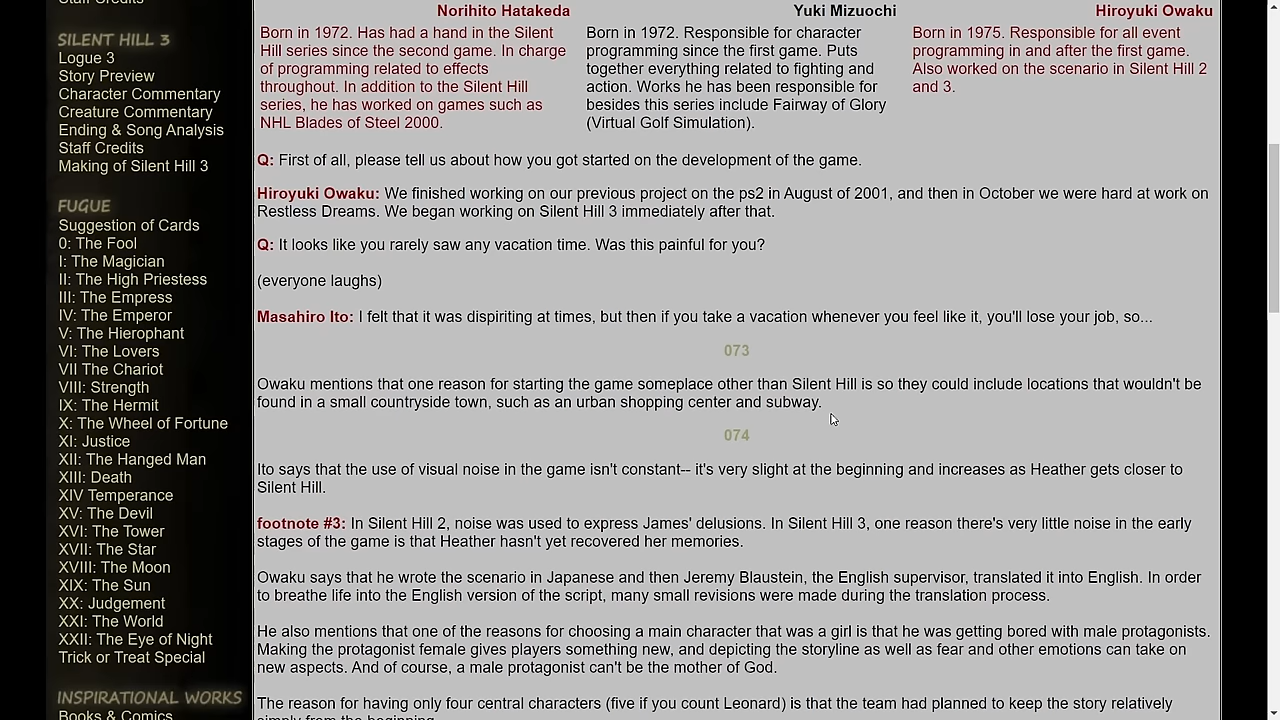 Staff Credits
SILENT HILL 3
Logue 3
Story Preview
Character Commentary
Creature Commentary
Ending & Song Analysis
Staff Credits
Making of Silent Hill 3
FUGUE
Suggestion of Cards
0: The Fool
I: The Magician
II: The High Priestess
III: The Empress
IV: The Emperor
V: The Hierophant
VI: The Lovers
VII The Chariot
VIII: Strength
IX: The Hermit
X: The Wheel of Fortune
XI: Justice
XII: The Hanged Man
XIII: Death
XIV Temperance
XV: The Devil
XVI: The Tower
XVII: The Star
XVIII: The Moon
XIX: The Sun
XX: Judgement
XXI: The World
XXII: The Eye of Night
Trick or Treat Special
INSPIRATIONAL WORKS
Books & Comics
Norihito Hatakeda
Born in 1972. Has had a hand in the Silent
Hill series since the second game. In charge
of programming related to effects
throughout. In addition to the Silent Hill
series, he has worked on games such as
NHL Blades of Steel 2000.
Yuki Mizuochi
Born in 1972. Responsible for character
programming since the first game. Puts
together everything related to fighting and
action. Works he has been responsible for
besides this series include Fairway of Glory
(Virtual Golf Simulation).
Hiroyuki Owaku
Born in 1975. Responsible for all event
programming in and after the first game.
Also worked on the scenario in Silent Hill 2
and 3.
Q: First of all, please tell us about how you got started on the development of the game.
Hiroyuki Owaku: We finished working on our previous project on the ps2 in August of 2001, and then in October we were hard at work on
Restless Dreams. We began working on Silent Hill 3 immediately after that.
Q: It looks like you rarely saw any vacation time. Was this painful for you?
(everyone laughs)
Masahiro Ito: I felt that it was dispiriting at times, but then if you take a vacation whenever you feel like it, you'll lose your job, so...
073
Owaku mentions that one reason for starting the game someplace other than Silent Hill is so they could include locations that wouldn't be
found in a small countryside town, such as an urban shopping center and subway.
074
Ito says that the use of visual noise in the game isn't constant-- it's very slight at the beginning and increases as Heather gets closer to
Silent Hill.
footnote #3: In Silent Hill 2, noise was used to express James' delusions. In Silent Hill 3, one reason there's very little noise in the early
stages of the game is that Heather hasn't yet recovered her memories.
Owaku says that he wrote the scenario in Japanese and then Jeremy Blaustein, the English supervisor, translated it into English. In order
to breathe life into the English version of the script, many small revisions were made during the translation process.
He also mentions that one of the reasons for choosing a main character that was a girl is that he was getting bored with male protagonists.
Making the protagonist female gives players something new, and depicting the storyline as well as fear and other emotions can take on
new aspects. And of course, a male protagonist can't be the mother of God.
The reason for having only four central characters (five if you count Leonard) is that the team had planned to keep the story relatively
simply from the beginning.